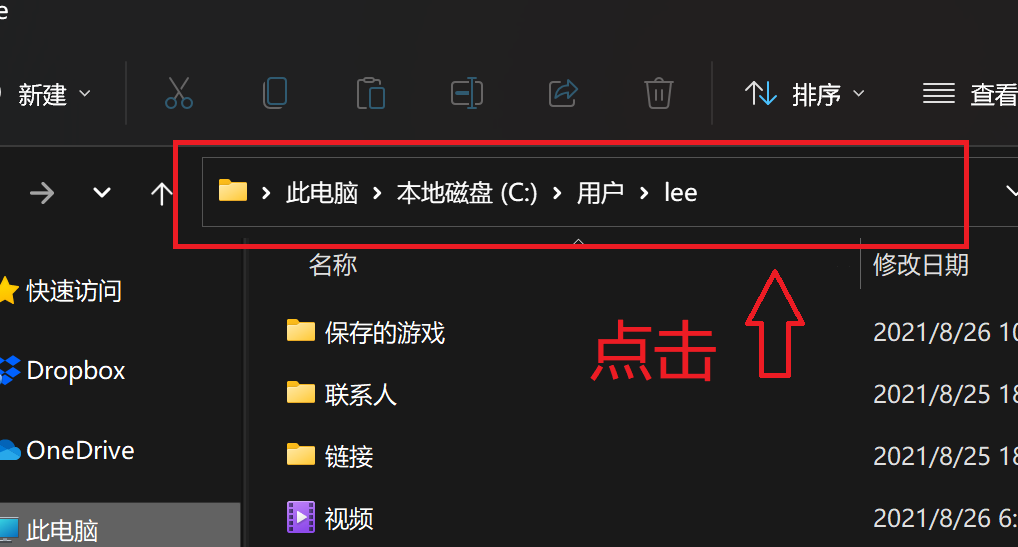 e
新建 排序 查看
此电脑 本地磁盘 (C:) 用户 lee
名称 修改日期
快速访问
保存的游戏 2021/8/26 10
点击
Dropbox
联系人 2021/8/25 18
OneDrive
链接 2021/8/25 18
此电脑
视频 2021/8/26 6: